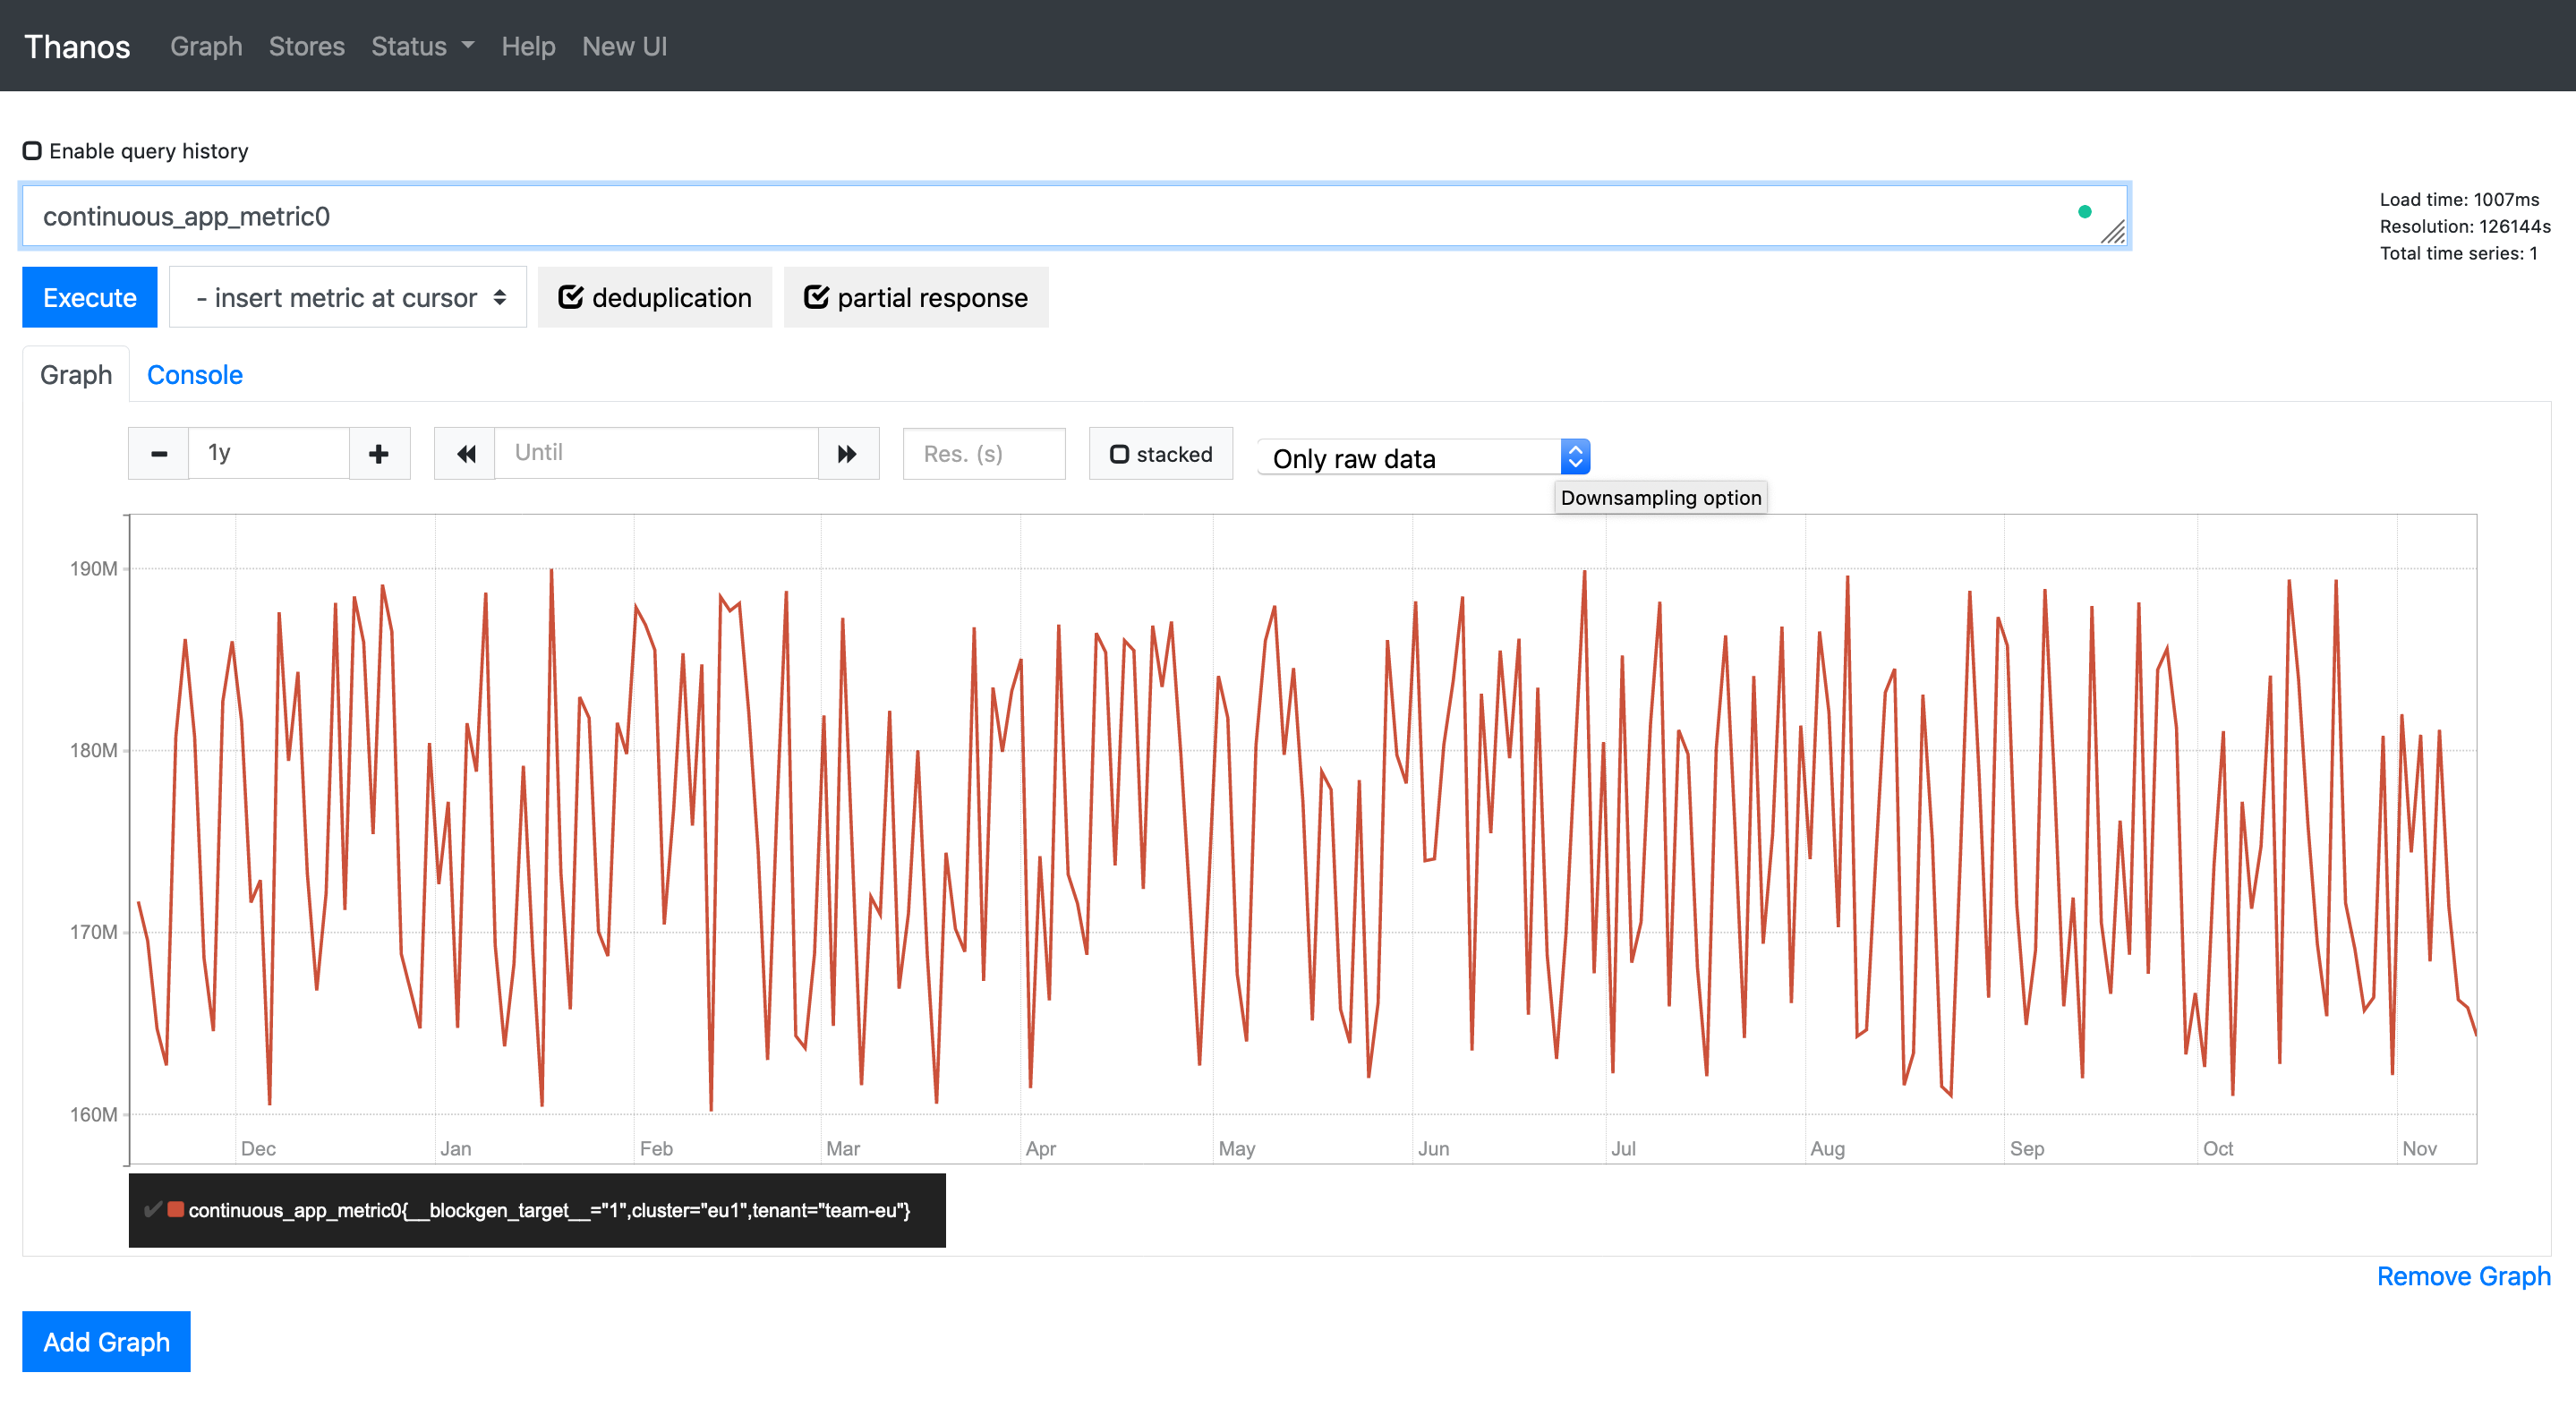 Thanos Graph Stores Status Help New UI
Enable query history
continuous_app_metric0
Load time: 1007ms
Resolution: 126144s
Total time series: 1
Execute - insert metric at cursor deduplication partial response
Graph Console
1y Until Res. (s) stacked Only raw data
Downsampling option
190M
180M
170M
160M
Dec Jan Feb Mar Apr May Jun Jul Aug Sep Oct Nov
continuous_app_metric0{__blockgen_target__="1",cluster="eu1",tenant="team-eu"}
Remove Graph
Add Graph